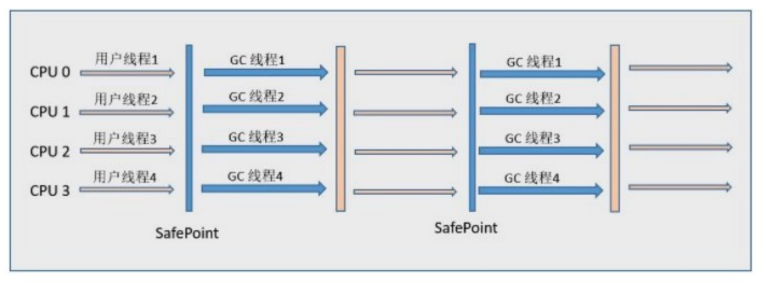 CPU 0 用户线程1 GC 线程1 GC 线程1
CPU 1 用户线程2 GC 线程2 GC 线程2
CPU 2 用户线程3 GC 线程3 GC 线程3
CPU 3 用户线程4 GC 线程4 GC 线程4
SafePoint SafePoint